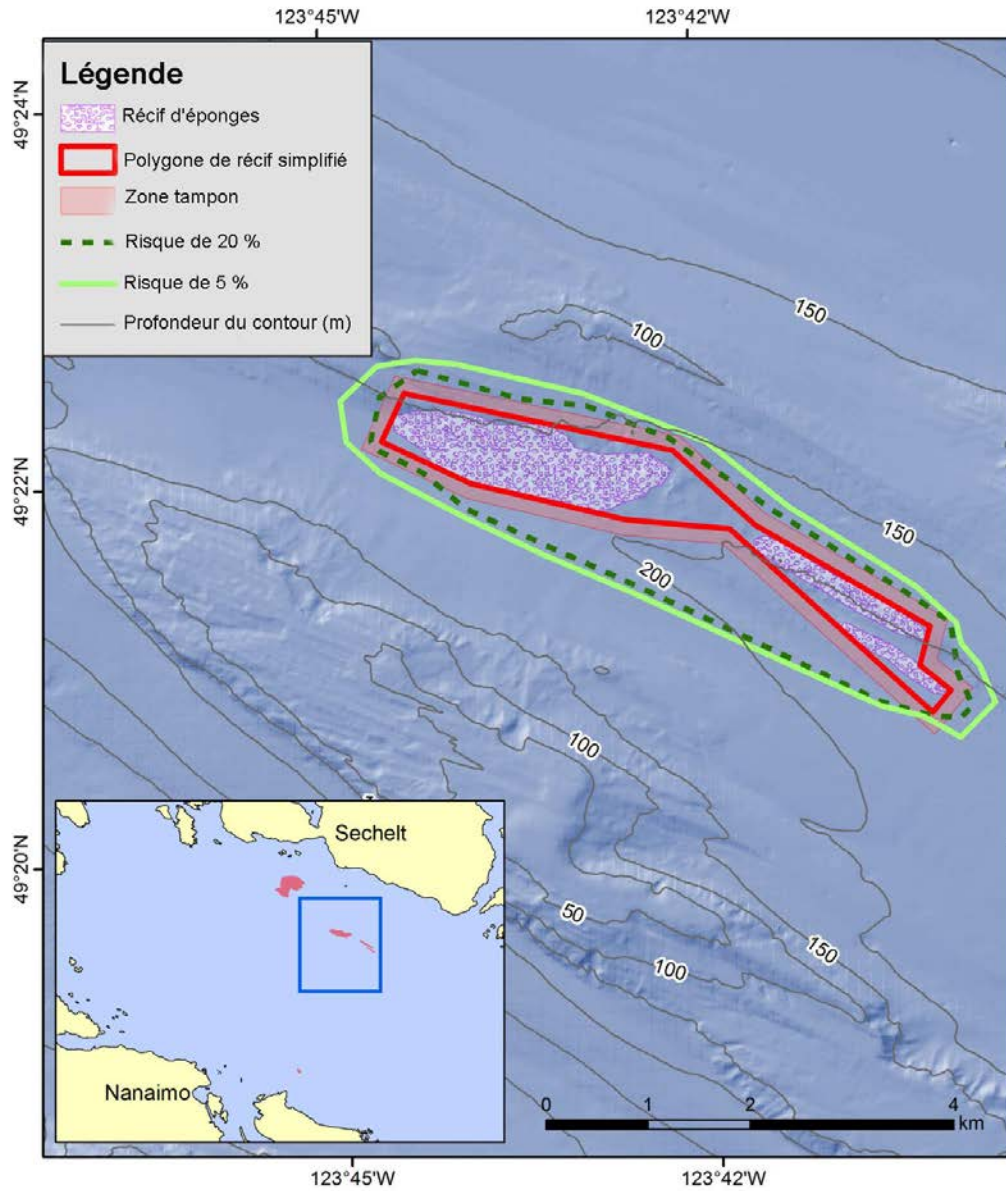 123°45'W
123°42'W
49°24'N
49°22'N
49°20'N
Légende
Récif d'éponges
Polygone de récif simplifié
Zone tampon
Risque de 20 %
Risque de 5 %
Profondeur du contour (m)
150
100
150
200
100
50
100
150
Sechelt
Nanaimo
0
1
2
4
km
123°45'W
123°42'W